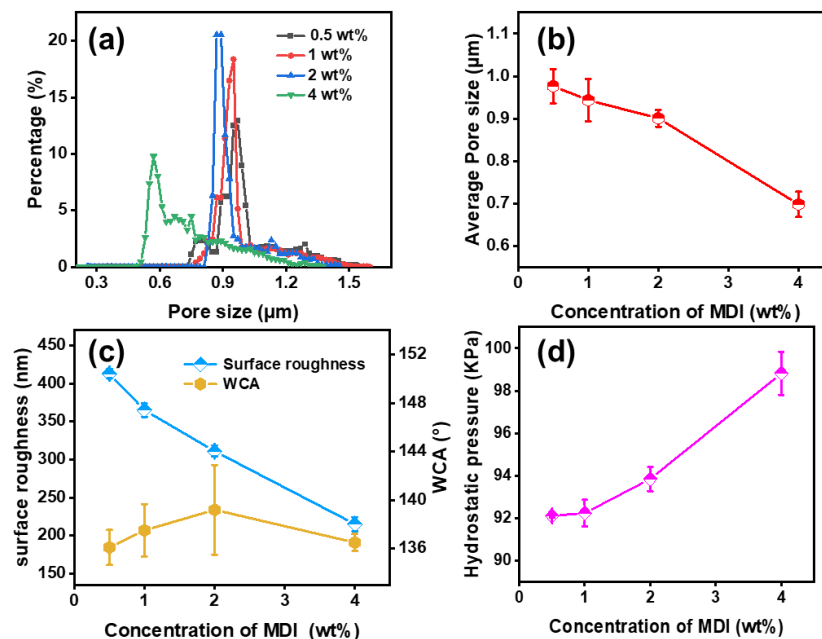 (a)
0.5 wt%
1 wt%
2 wt%
4 wt%
Percentage (%)
20
15
10
5
0
0.3 0.6 0.9 1.2 1.5
Pore size (μm)
(b)
Average Pore size (μm)
1.1
1.0
0.9
0.8
0.7
0.6
0 1 2 3 4
Concentration of MDI (wt%)
(c)
Surface roughness
WCA
surface roughness (nm)
450
400
350
300
250
200
150
WCA (°)
152
148
144
140
136
0 1 2 3 4
Concentration of MDI (wt%)
(d)
Hydrostatic pressure (KPa)
100
98
96
94
92
90
0 1 2 3 4
Concentration of MDI (wt%)